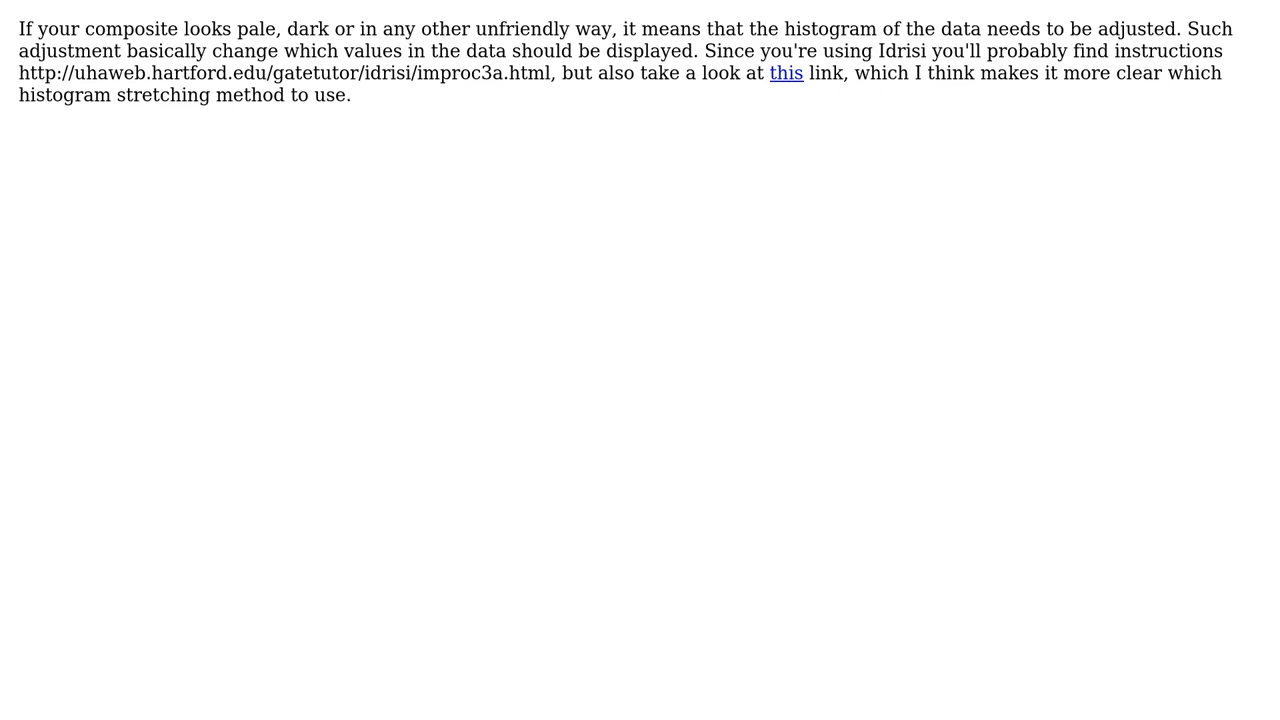 If your composite looks pale, dark or in any other unfriendly way, it means that the histogram of the data needs to be adjusted. Such
adjustment basically change which values in the data should be displayed. Since you're using Idrisi you'll probably find instructions
http://uhaweb.hartford.edu/gatetutor/idrisi/improc3a.html, but also take a look at this link, which I think makes it more clear which
histogram stretching method to use.